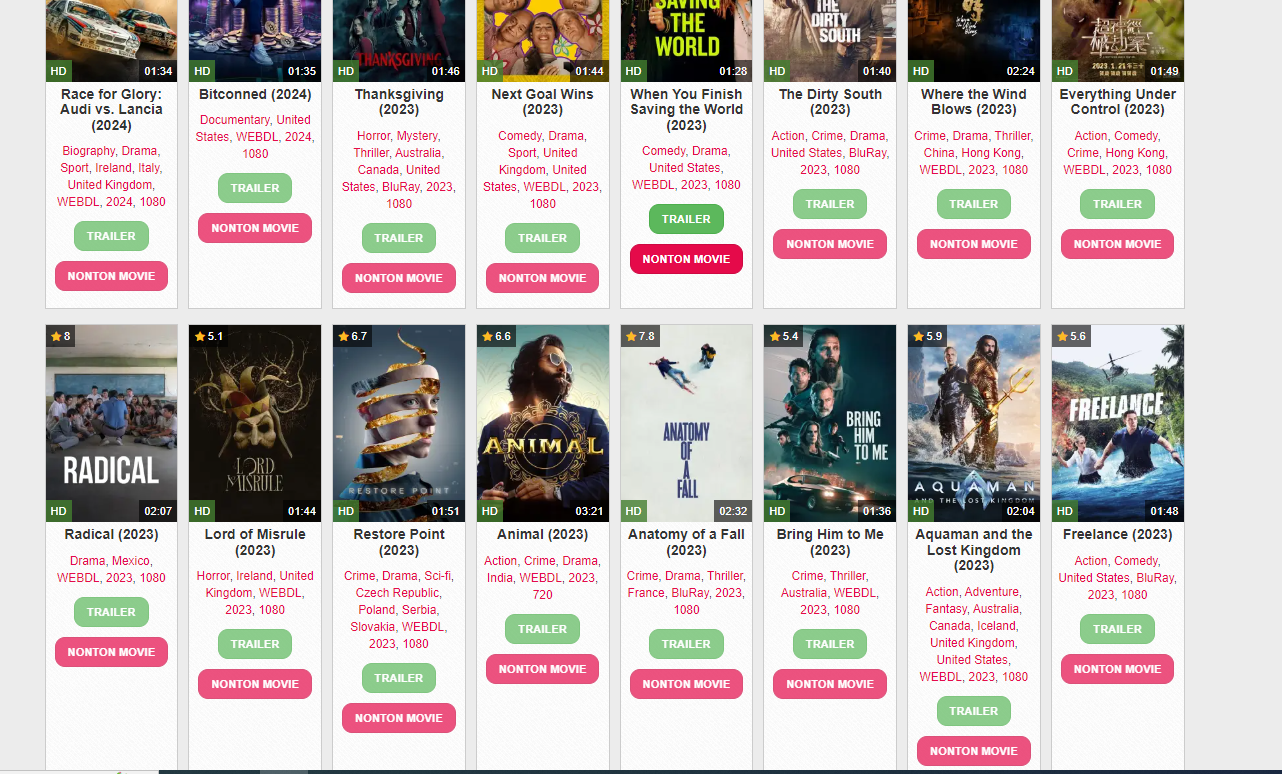 THANKSGIVING
SAVING
THE
WORLD
THE
DIRTY
SOUTH
2023.1.21
HD 01:34
HD 01:35
HD 01:46
HD 01:44
HD 01:28
HD 01:40
HD 02:24
HD 01:49
Race for Glory:
Audi vs. Lancia
(2024)
Biography, Drama,
Sport, Ireland, Italy,
United Kingdom,
WEBDL, 2024, 1080
TRAILER
NONTON MOVIE
Bitconned (2024)
Documentary, United
States, WEBDL, 2024,
1080
TRAILER
NONTON MOVIE
Thanksgiving
(2023)
Horror, Mystery,
Thriller, Australia,
Canada, United
States, BluRay, 2023,
1080
TRAILER
NONTON MOVIE
Next Goal Wins
(2023)
Comedy, Drama,
Sport, United
Kingdom, United
States, WEBDL, 2023,
1080
TRAILER
NONTON MOVIE
When You Finish
Saving the World
(2023)
Comedy, Drama,
United States,
WEBDL, 2023, 1080
TRAILER
NONTON MOVIE
The Dirty South
(2023)
Action, Crime, Drama,
United States, BluRay,
2023, 1080
TRAILER
NONTON MOVIE
Where the Wind
Blows (2023)
Crime, Drama, Thriller,
China, Hong Kong,
WEBDL, 2023, 1080
TRAILER
NONTON MOVIE
Everything Under
Control (2023)
Action, Comedy,
Crime, Hong Kong,
WEBDL, 2023, 1080
TRAILER
NONTON MOVIE
8
RADICAL
HD 02:07
Radical (2023)
Drama, Mexico,
WEBDL, 2023, 1080
TRAILER
NONTON MOVIE
5.1
LORD
OF
MISRULE
HD 01:44
Lord of Misrule
(2023)
Horror, Ireland, United
Kingdom, WEBDL,
2023, 1080
TRAILER
NONTON MOVIE
6.7
RESTORE POINT
HD 01:51
Restore Point
(2023)
Crime, Drama, Sci-fi,
Czech Republic,
Poland, Serbia,
Slovakia, WEBDL,
2023, 1080
TRAILER
NONTON MOVIE
6.6
ANIMAL
HD 03:21
Animal (2023)
Action, Crime, Drama,
India, WEBDL, 2023,
720
TRAILER
NONTON MOVIE
7.8
ANATOMY
OF
A
FALL
HD 02:32
Anatomy of a Fall
(2023)
Crime, Drama, Thriller,
France, BluRay, 2023,
1080
TRAILER
NONTON MOVIE
5.4
BRING
HIM TO
ME
HD 01:36
Bring Him to Me
(2023)
Crime, Thriller,
Australia, WEBDL,
2023, 1080
TRAILER
NONTON MOVIE
5.9
AQUAMAN
AND THE LOST KINGDOM
HD 02:04
Aquaman and the
Lost Kingdom
(2023)
Action, Adventure,
Fantasy, Australia,
Canada, Iceland,
United Kingdom,
United States,
WEBDL, 2023, 1080
TRAILER
NONTON MOVIE
5.6
FREELANCE
HD 01:48
Freelance (2023)
Action, Comedy,
United States, BluRay,
2023, 1080
TRAILER
NONTON MOVIE